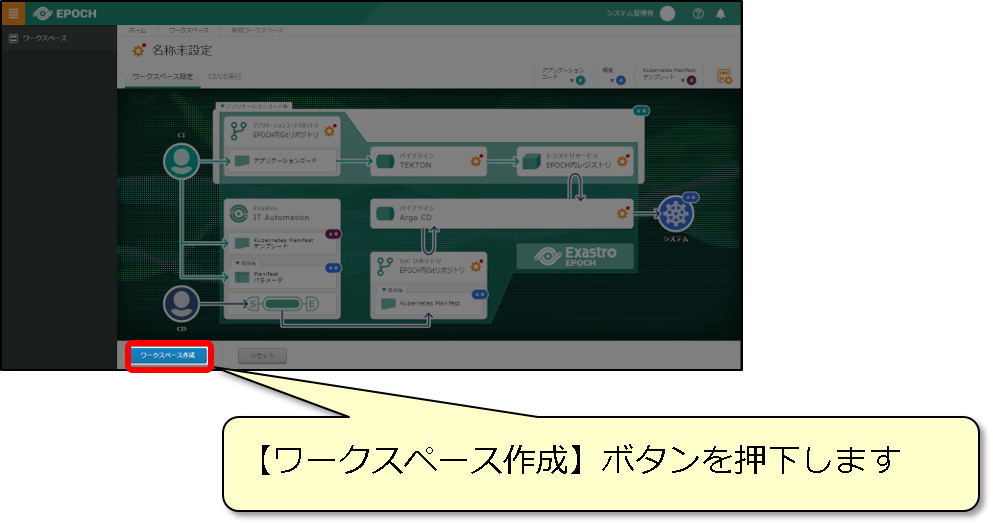 EPOCH
システム管理者
ワークスペース
ホーム
ワークスペース
新規ワークスペース
名称未設定
ワークスペース設定
CI/CD実行
アプリケーション
コード
× 0
環境
× 0
Kubernetes Manifest
テンプレート
× 0
▼アプリケーションコード毎
× 0
CI
アプリケーションコードリポジトリ
EPOCH内Gitリポジトリ
アプリケーションコード
パイプライン
TEKTON
レジストリサービス
EPOCH内レジストリ
Exastro
IT Automation
パイプライン
Argo CD
× 0
システム
Kubernetes Manifest
テンプレート
× 0
▼環境毎
× 0
Manifest
パラメータ
IaC リポジトリ
EPOCH内Gitリポジトリ
Exastro
EPOCH
▼環境毎
× 0
Kubernetes Manifest
S
E
CD
ワークスペース作成
リセット
【ワークスペース作成】ボタンを押下します